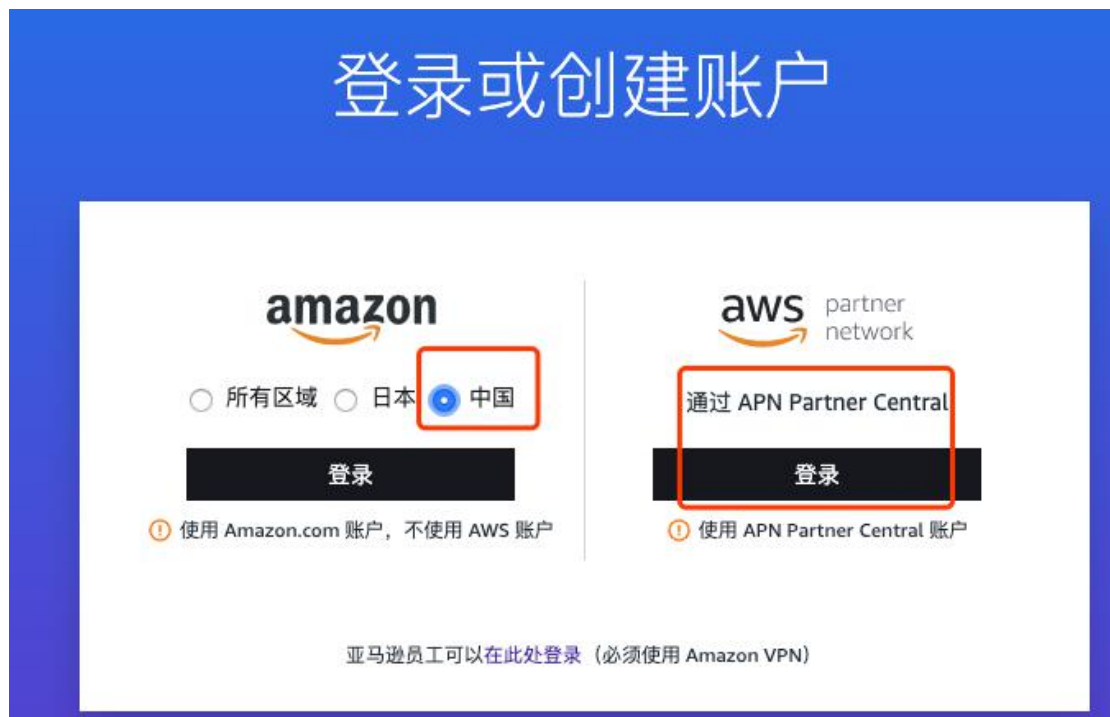 登录或创建账户
amazon
所有区域 日本 中国
登录
使用 Amazon.com 账户，不使用 AWS 账户
aws partner network
通过 APN Partner Central
登录
使用 APN Partner Central 账户
亚马逊员工可以在此处登录（必须使用 Amazon VPN）